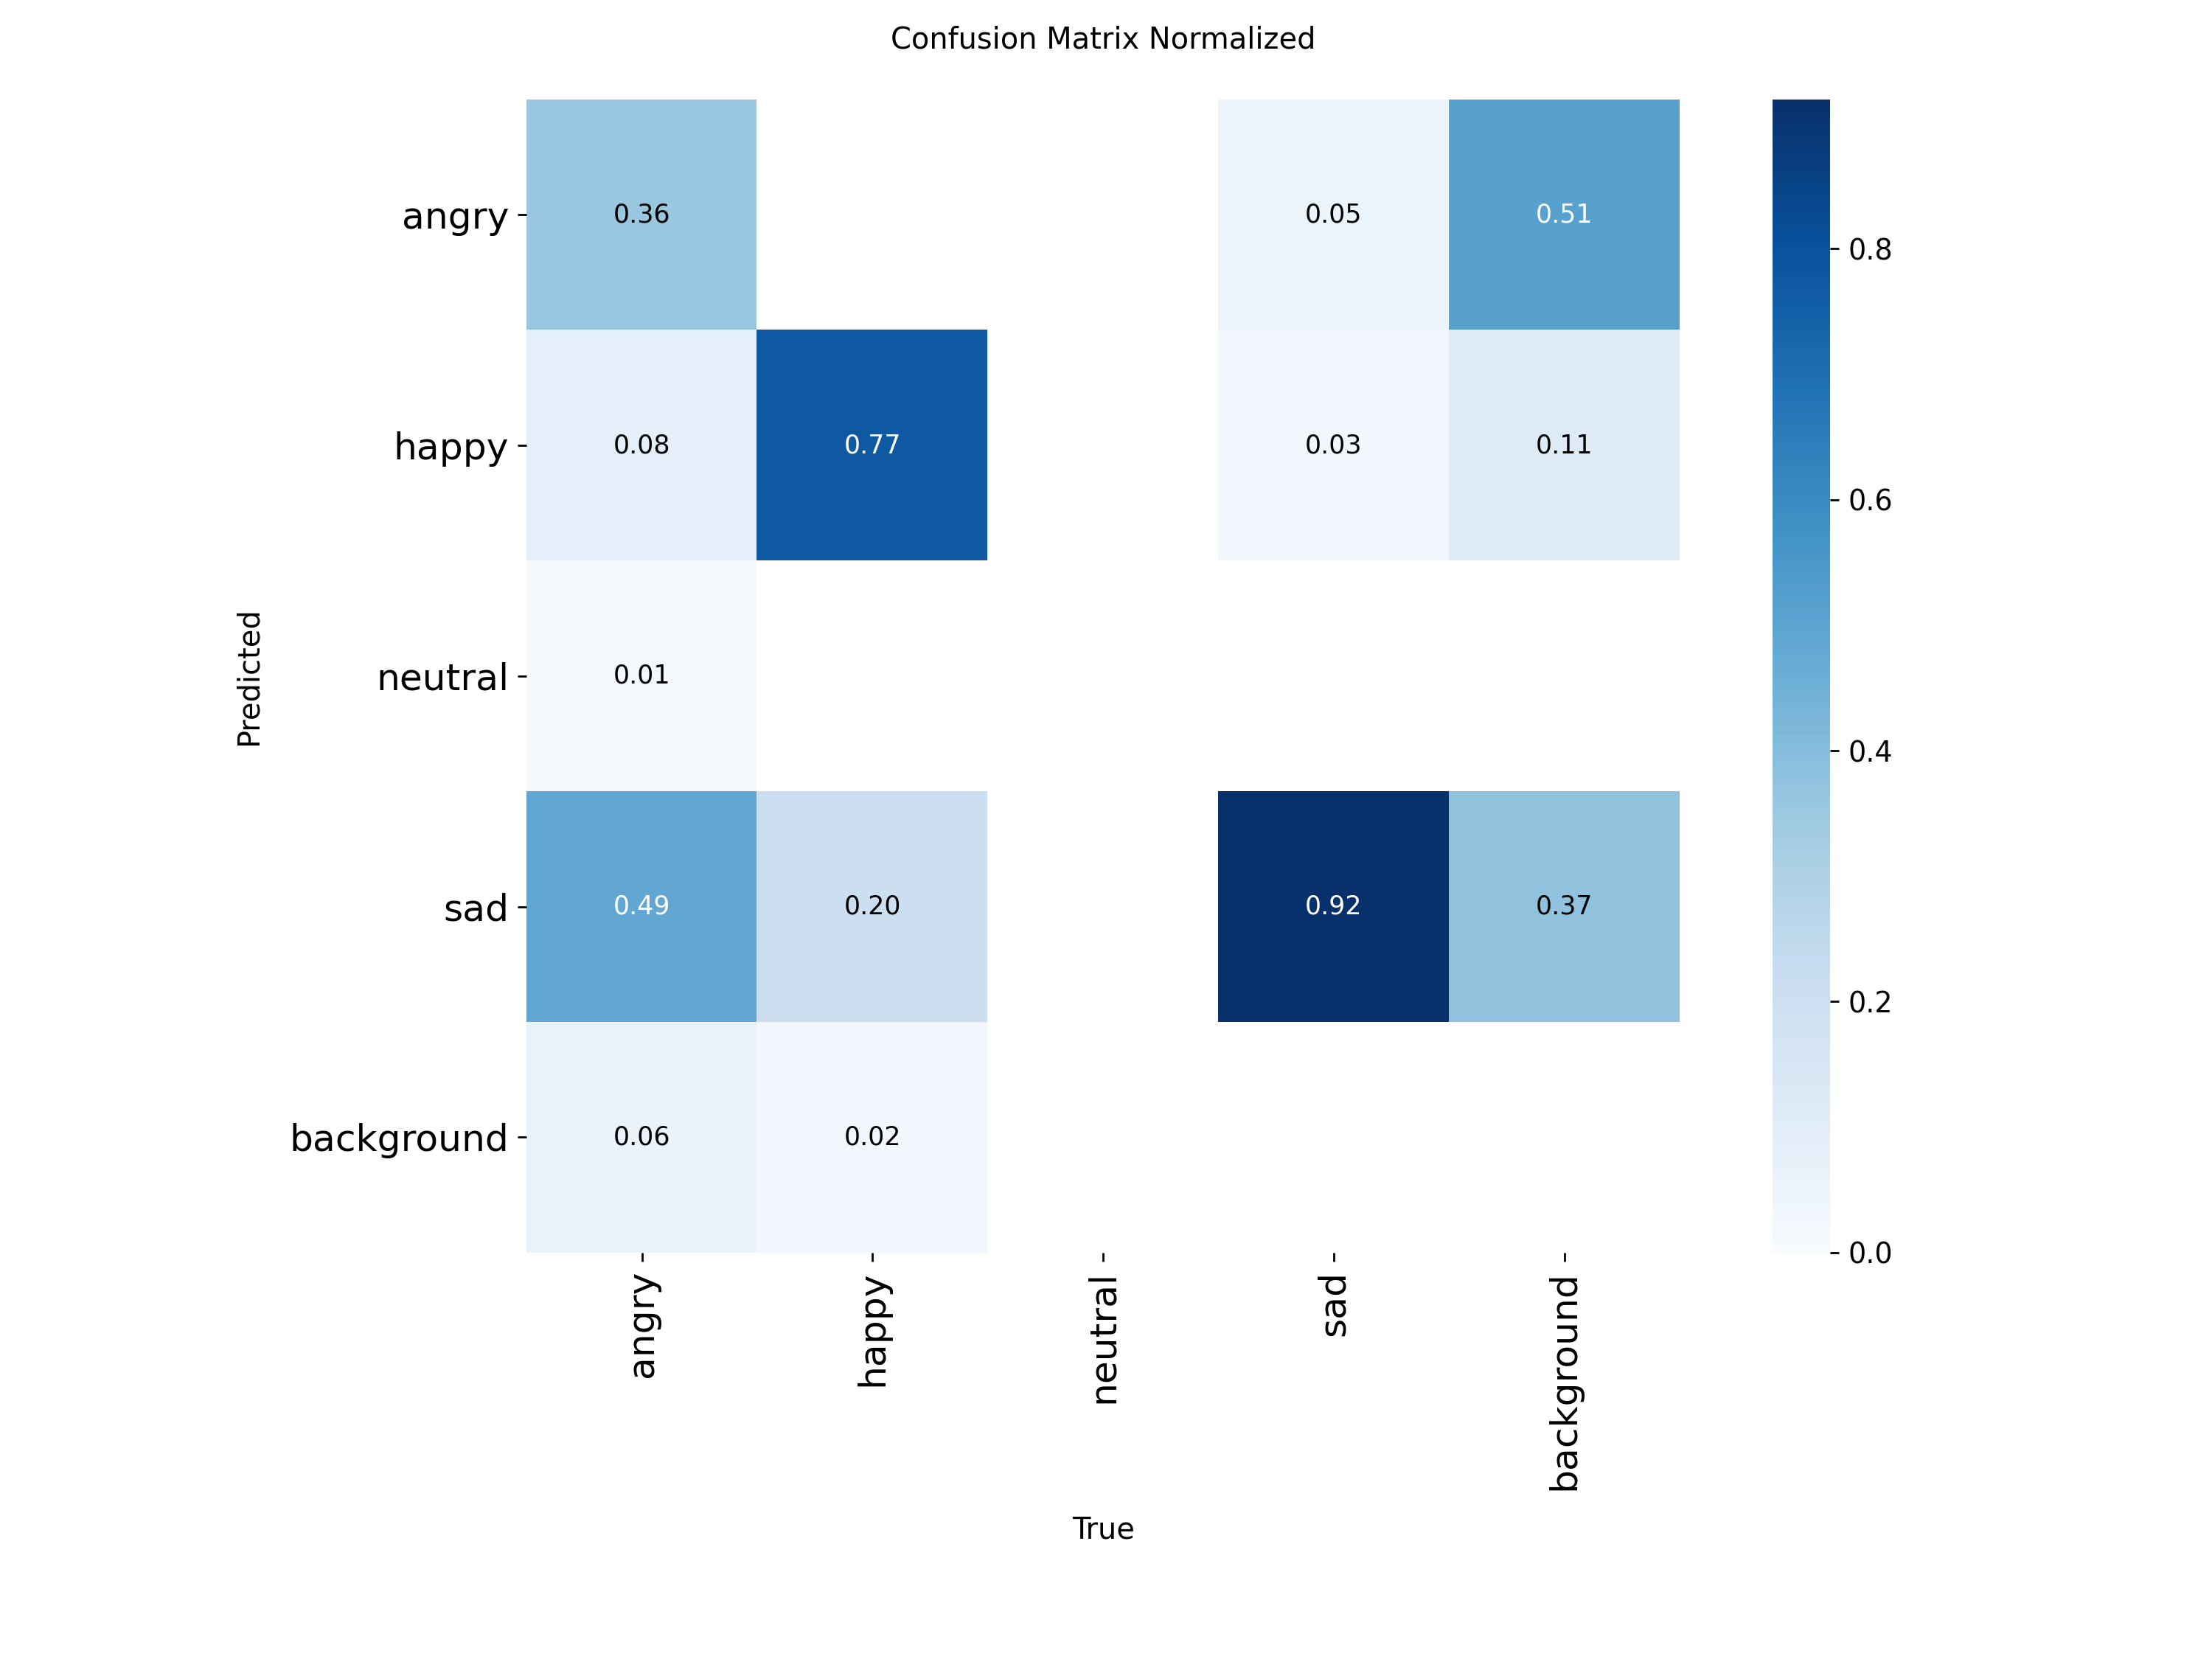 Confusion Matrix Normalized
angry
0.36
0.05
0.51
0.8
happy
0.08
0.77
0.03
0.11
0.6
Predicted
neutral
0.01
0.4
sad
0.49
0.20
0.92
0.37
0.2
background
0.06
0.02
0.0
angry
happy
neutral
sad
background
True